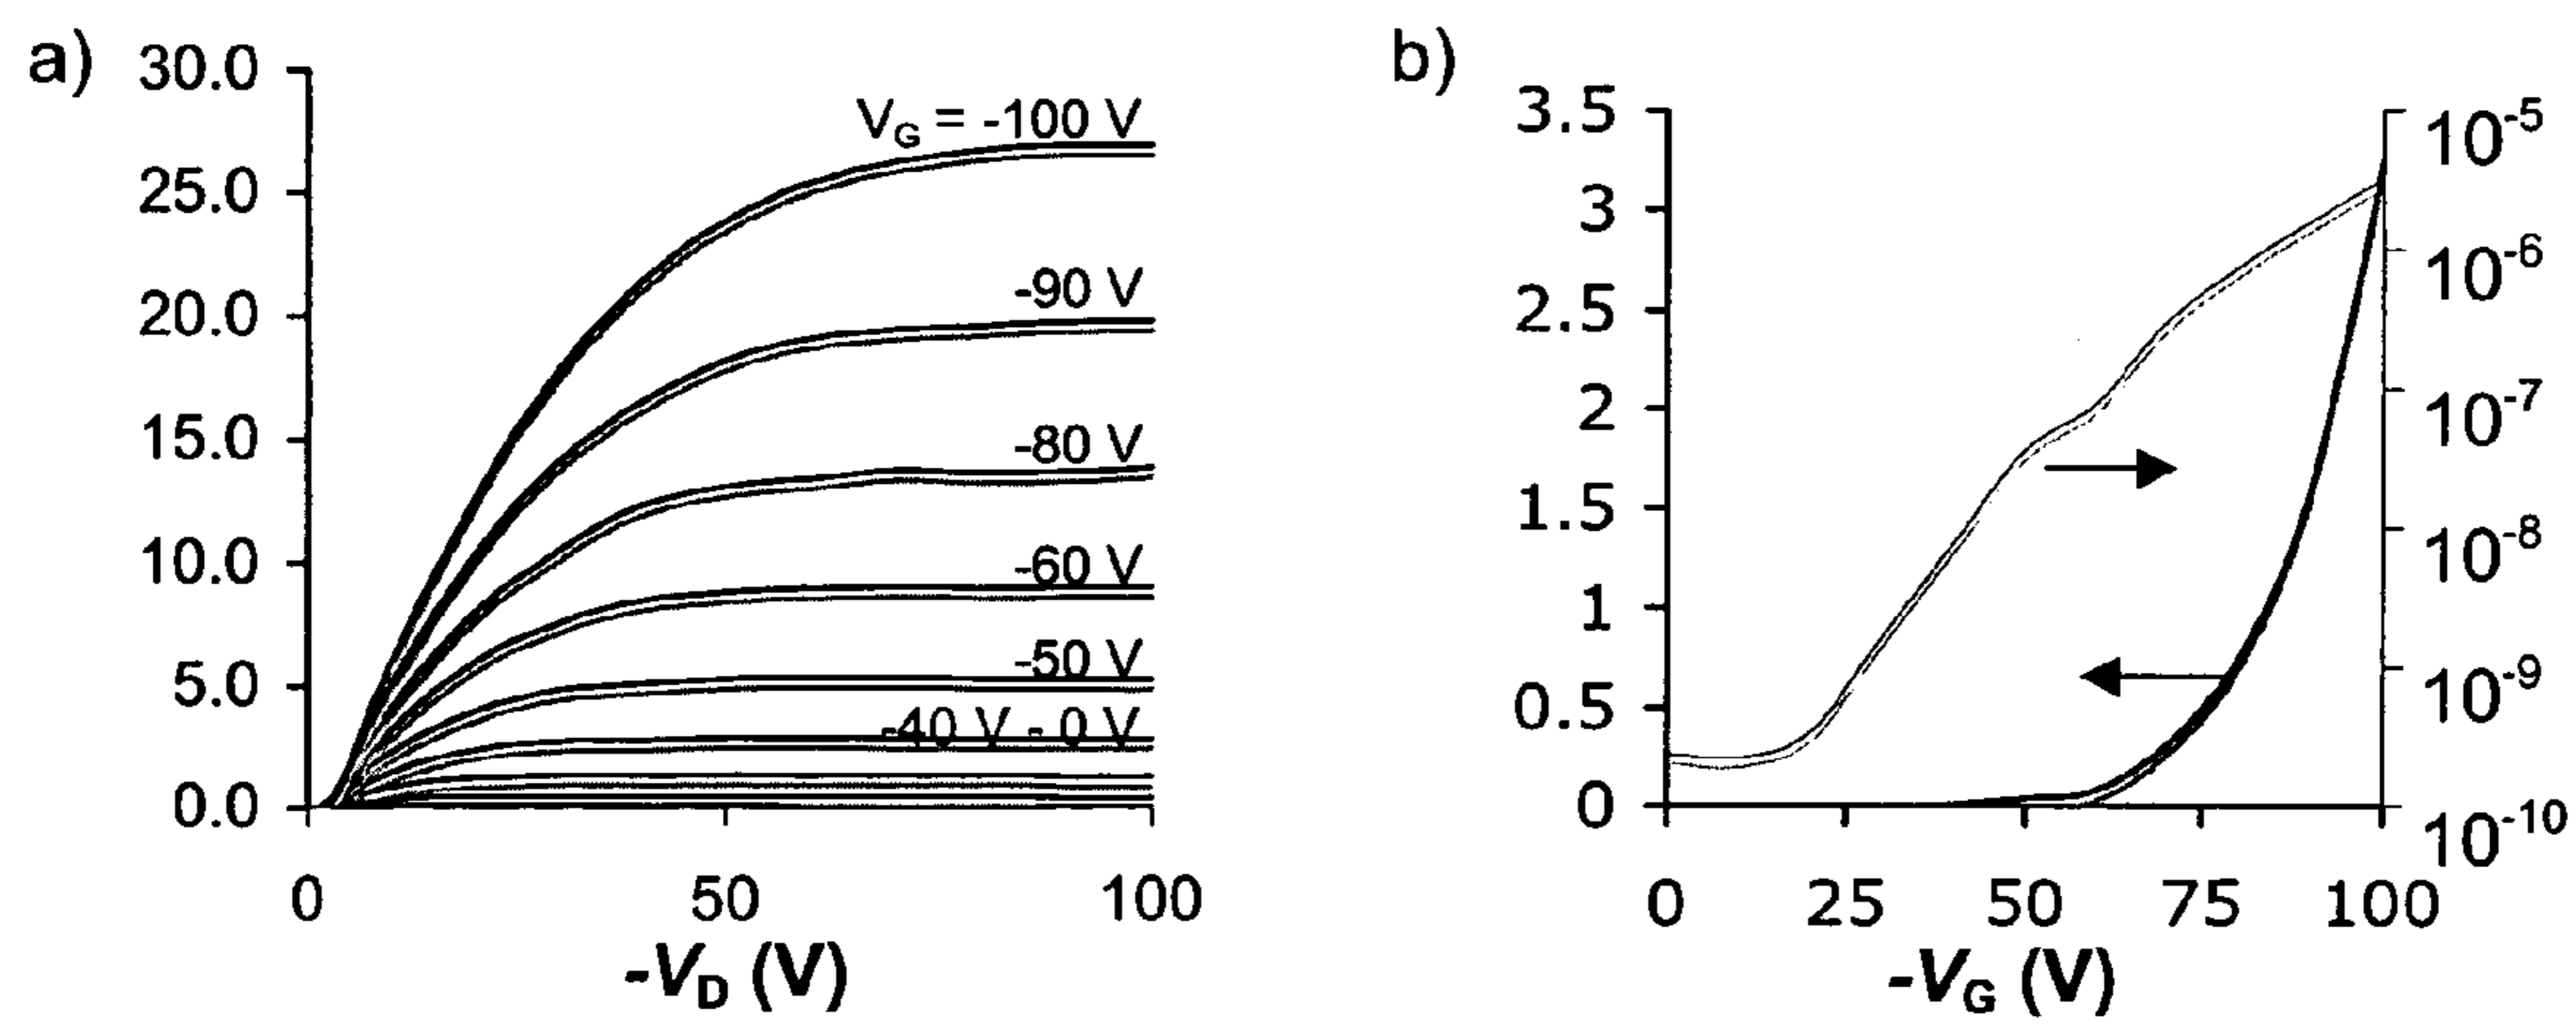 a)
30.0
25.0
20.0
15.0
10.0
5.0
0.0
V_G = -100 V
-90 V
-80 V
-60 V
-50 V
-40 V - 0 V
0 50 100
-V_D (V)
b)
3.5
3
2.5
2
1.5
1
0.5
0
10^-5
10^-6
10^-7
10^-8
10^-9
10^-10
0 25 50 75 100
-V_G (V)